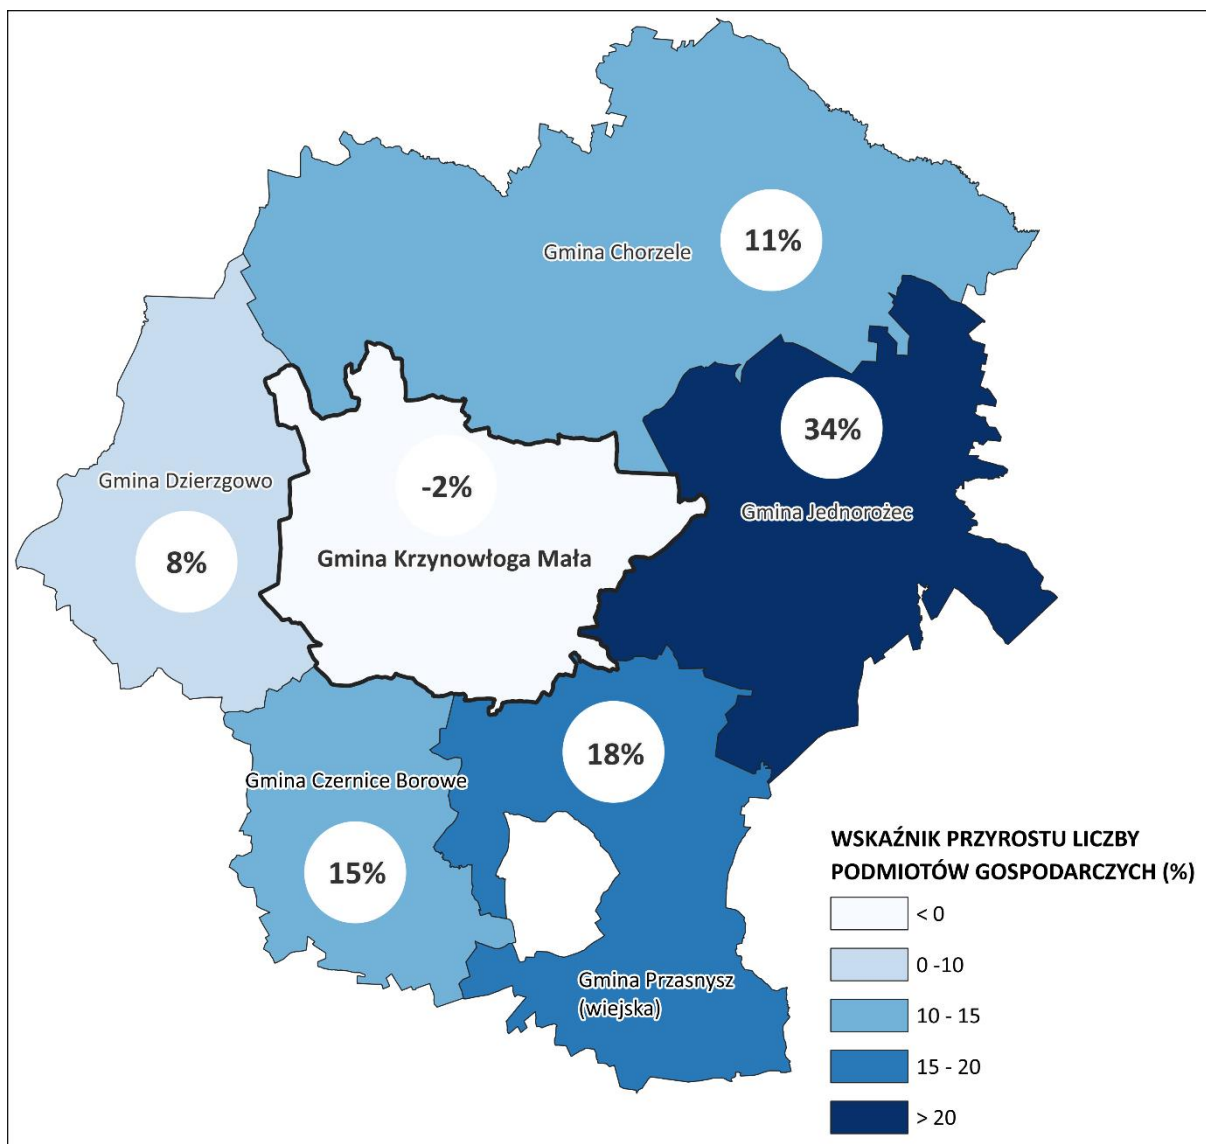 Gmina Chorzele
11%
34%
Gmina Jednorożec
Gmina Dzierzgowo
8%
-2%
Gmina Krzynowłoga Mała
18%
Gmina Czernice Borowe
15%
Gmina Przasnysz
(wiejska)
WSKAŹNIK PRZYROSTU LICZBY
PODMIOTÓW GOSPODARCZYCH (%)
< 0
0 -10
10 - 15
15 - 20
> 20